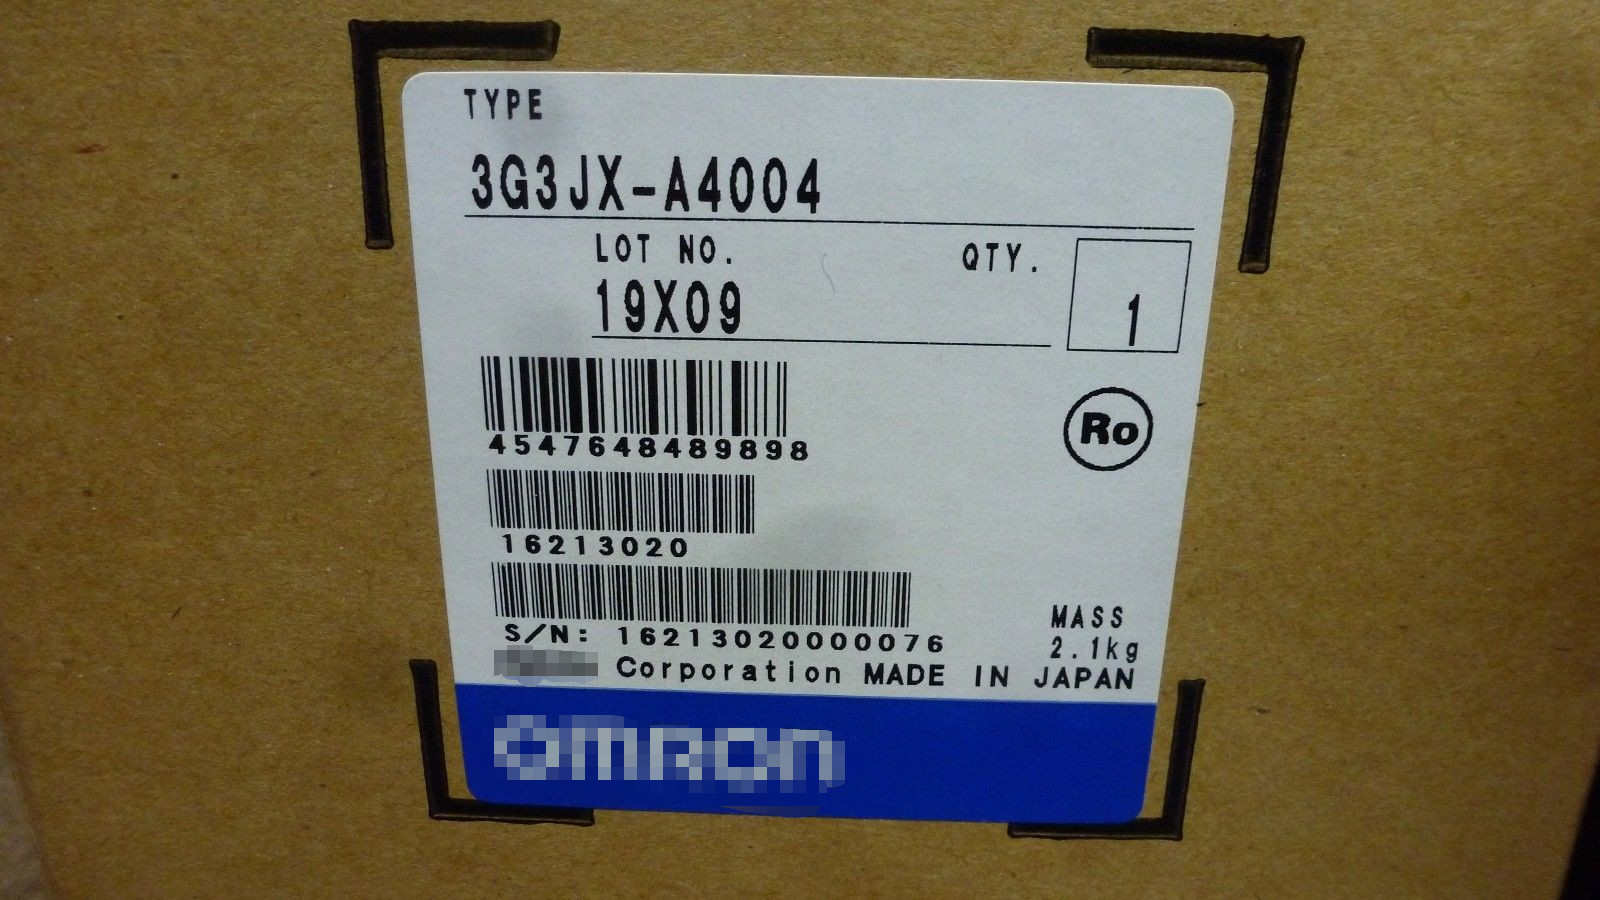 TYPE
3G3JX-A4004
LOT NO.
QTY.
19X09
1
4547648489898
Ro
16213020
S/N: 16213020000076
MASS
2.1kg
Corporation MADE IN JAPAN
OMRON